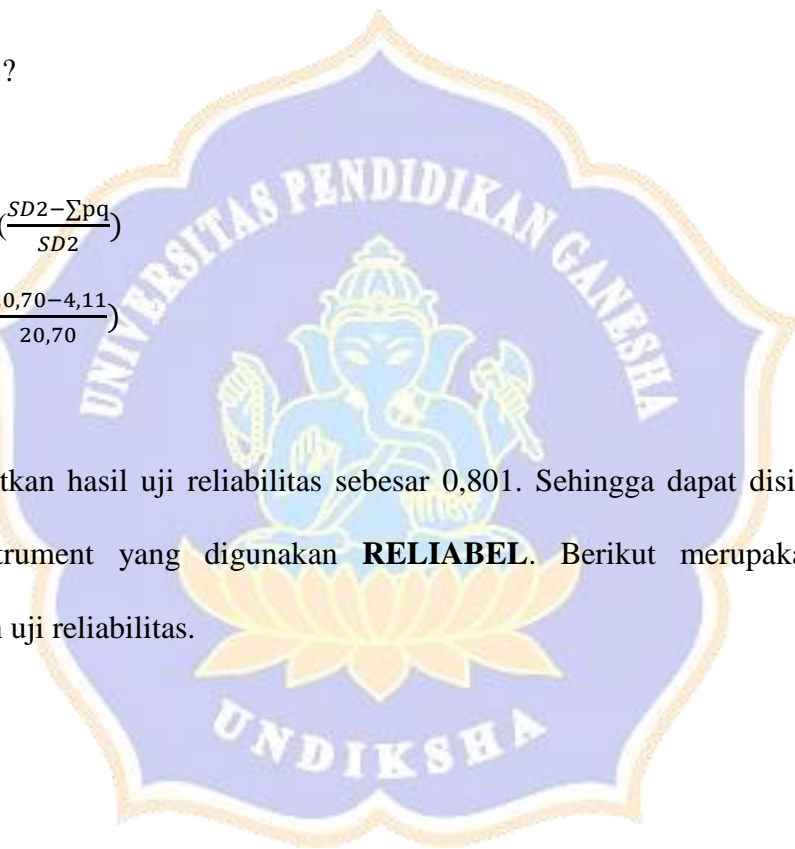 ?
UNIVERSITAS PENDIDIKAN GANESHA
(SD2−∑pq
SD2)
0,70−4,11
20,70)
tkan hasil uji reliabilitas sebesar 0,801. Sehingga dapat disi
trument yang digunakan RELIABEL. Berikut merupaka
uji reliabilitas.
UNDIKSHA